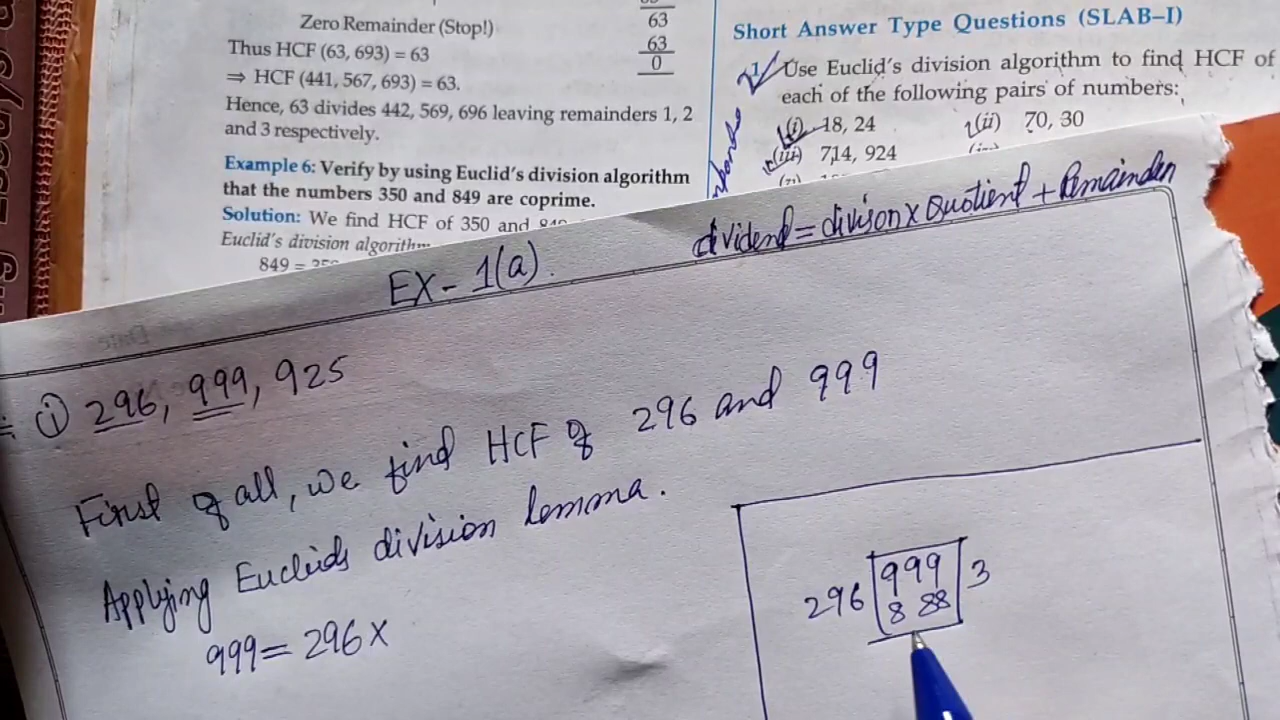 Zero Remainder (Stop!)
Thus HCF (63, 693) = 63
⇒ HCF (441, 567, 693) = 63.
Hence, 63 divides 442, 569, 696 leaving remainders 1, 2
and 3 respectively.
Example 6: Verify by using Euclid's division algorithm
that the numbers 350 and 849 are coprime.
Solution: We find HCF of 350 and
Euclid's division algorithm
849 =
63
63
0
Short Answer Type Questions (SLAB–I)
1. Use Euclid's division algorithm to find HCF of
each of the following pairs of numbers:
(i) 18, 24 (ii) 70, 30
(iii) 714, 924
dividend = divison × Quotient + Remainder
EX - 1(a).
(i) 296, 999, 925
First of all, we find HCF of 296 and 999
Applying Euclids division lemma.
999 = 296 ×
296 999 3
888